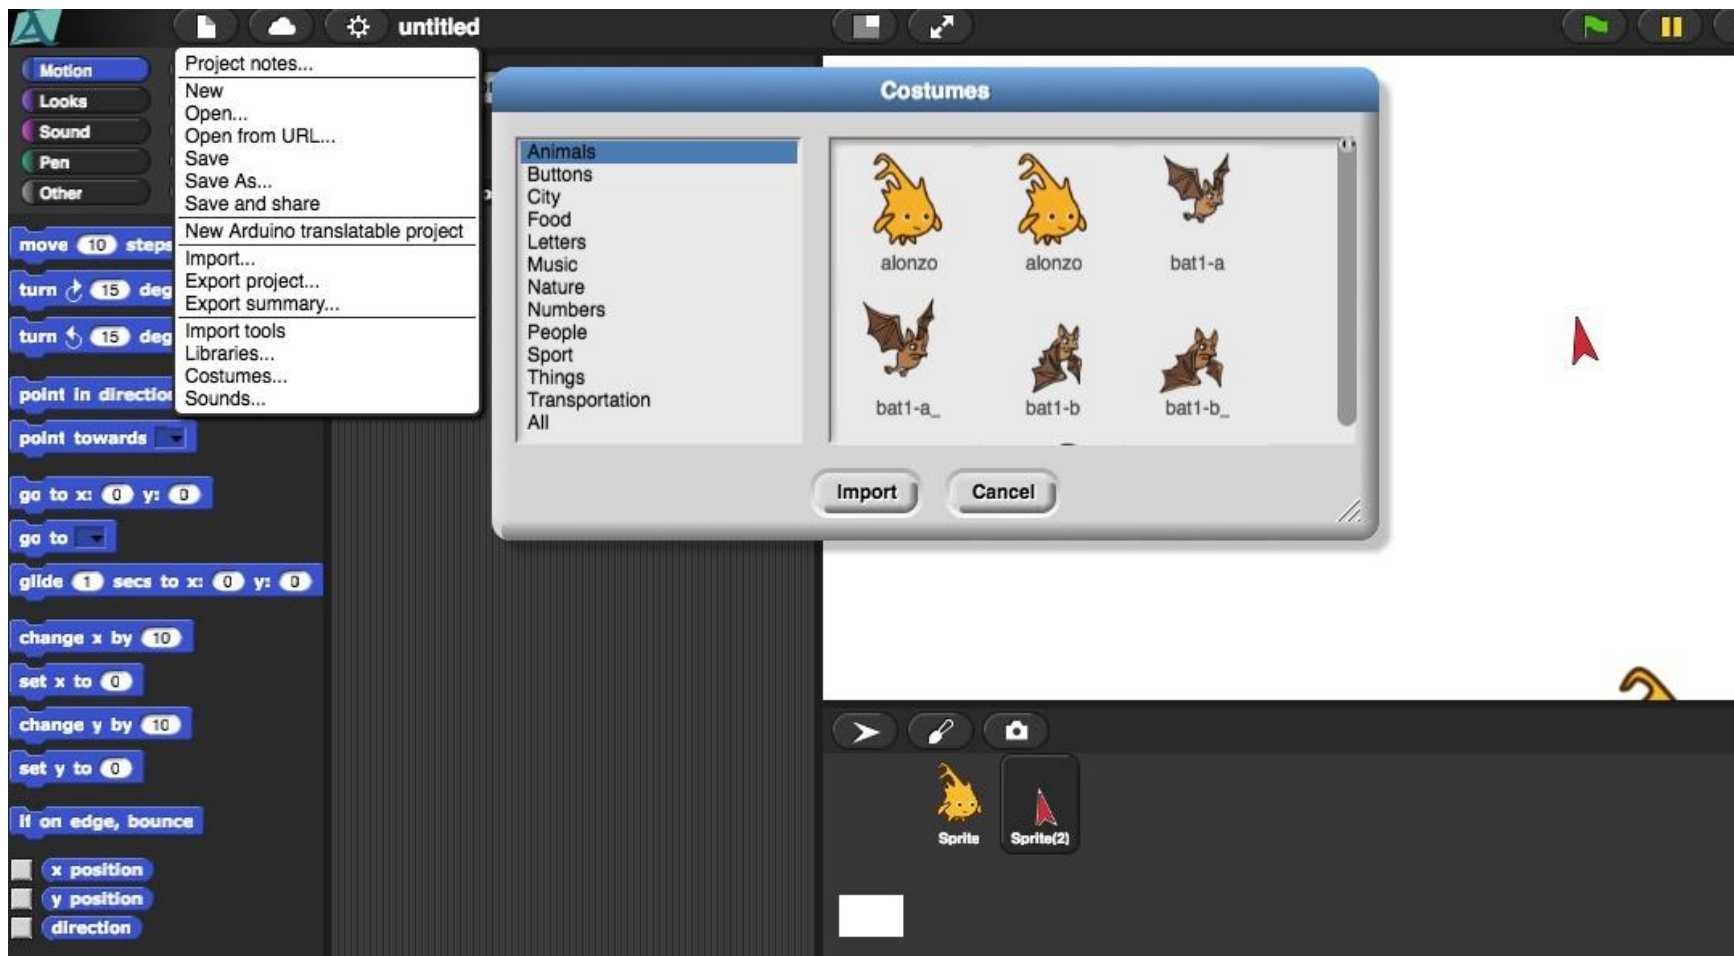 untitled
Motion
Looks
Sound
Pen
Other
move 10 steps
turn 15 deg
turn 15 deg
point in direction
point towards
go to x: 0 y: 0
go to
glide 1 secs to x: 0 y: 0
change x by 10
set x to 0
change y by 10
set y to 0
if on edge, bounce
x position
y position
direction
Project notes...
New
Open...
Open from URL...
Save
Save As...
Save and share
New Arduino translatable project
Import...
Export project...
Export summary...
Import tools
Libraries...
Costumes...
Sounds...
Costumes
Animals
Buttons
City
Food
Letters
Music
Nature
Numbers
People
Sport
Things
Transportation
All
alonzo
alonzo
bat1-a
bat1-a_
bat1-b
bat1-b_
Import
Cancel
Sprite
Sprite(2)